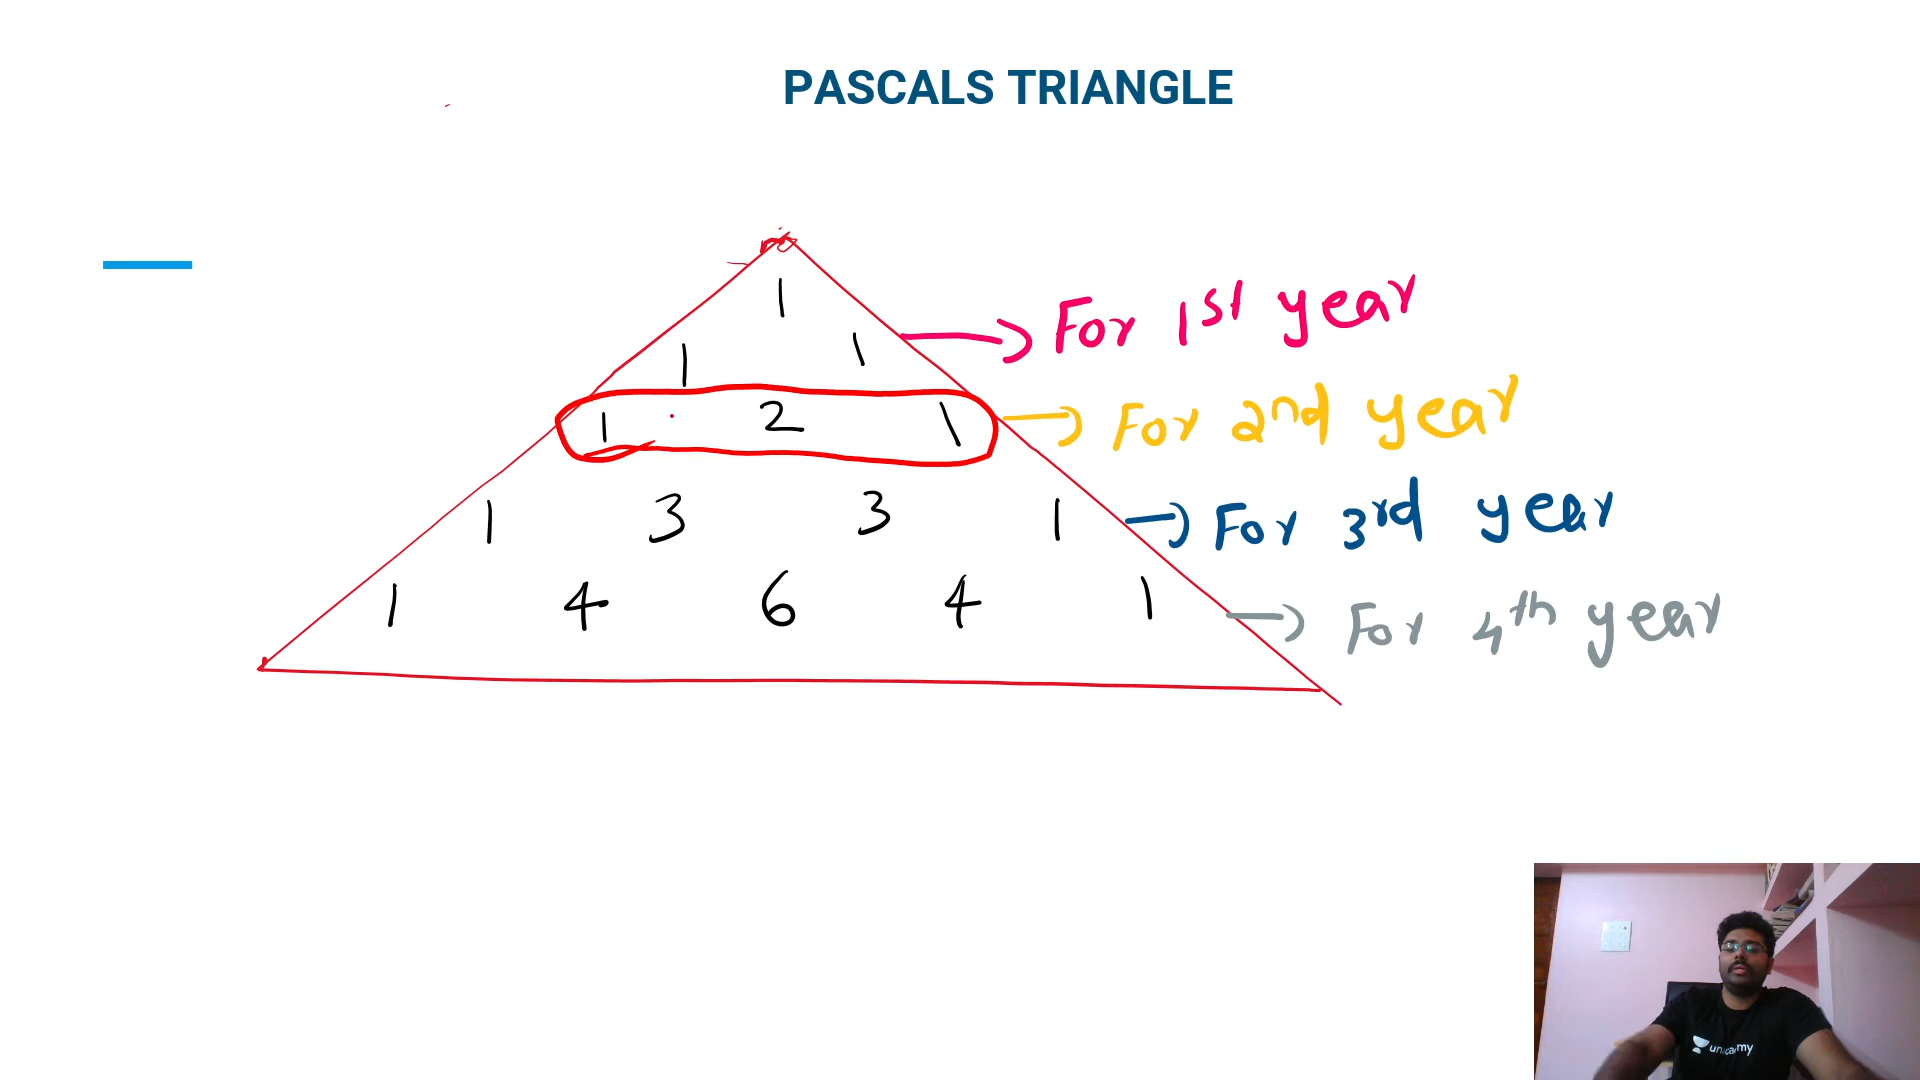 PASCALS TRIANGLE
1
1 1
For 1st year
1 2 1
For 2nd year
1 3 3 1
For 3rd year
1 4 6 4 1
For 4th year